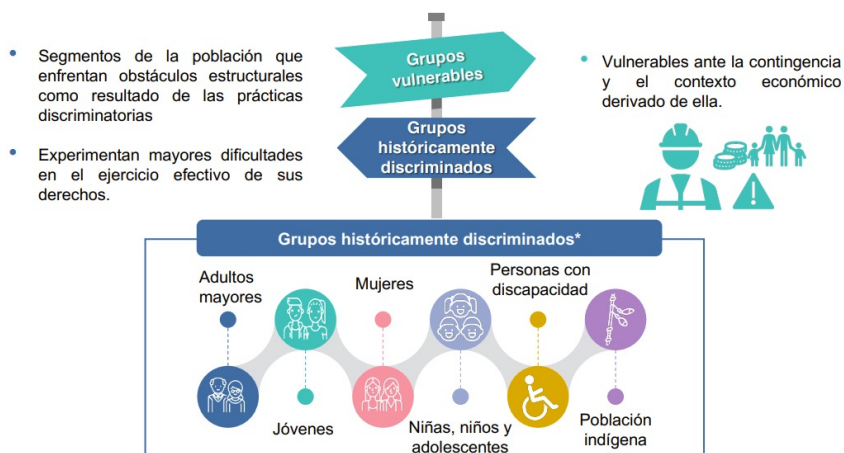 • Segmentos de la población que
enfrentan obstáculos estructurales
como resultado de las prácticas
discriminatorias
• Experimentan mayores dificultades
en el ejercicio efectivo de sus
derechos.
Grupos
vulnerables
Grupos
históricamente
discriminados
• Vulnerables ante la contingencia
y el contexto económico
derivado de ella.
Grupos históricamente discriminados*
Adultos
mayores
Jóvenes
Mujeres
Niñas, niños y
adolescentes
Personas con
discapacidad
Población
indígena